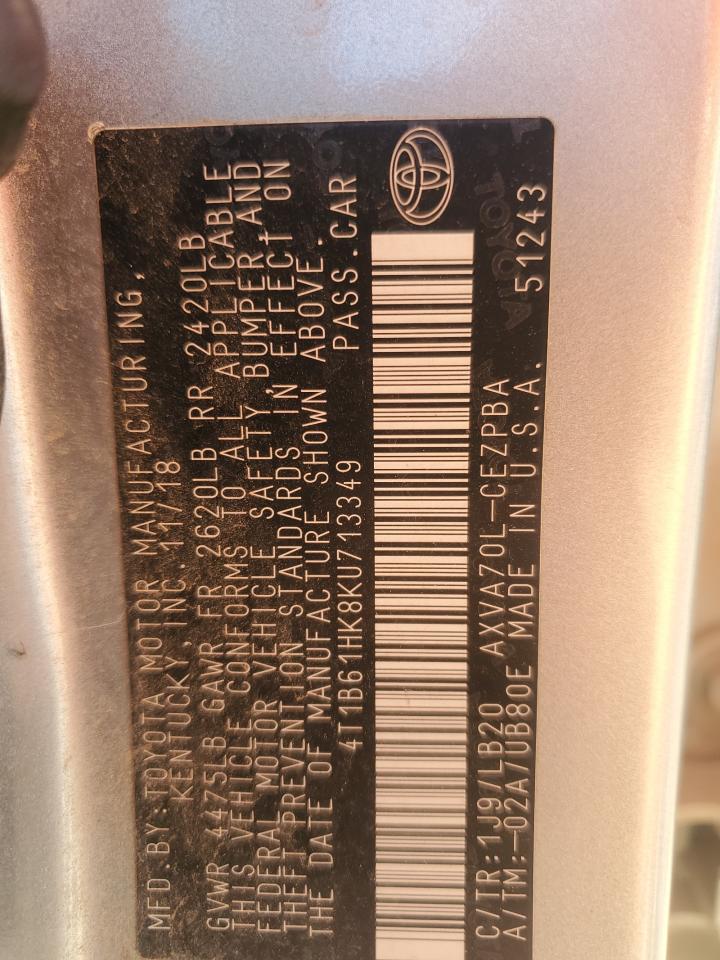 MFD.BY:TOYOTA MOTOR MANUFACTURING,
KENTUCKY, INC. 11/18
GVWR 4475LB GAWR FR 2620LB RR 2420LB
THIS VEHICLE CONFORMS TO ALL APPLICABLE
FEDERAL MOTOR VEHICLE SAFETY, BUMPER AND
THEFT PREVENTION STANDARDS IN EFFECT ON
THE DATE OF MANUFACTURE SHOWN ABOVE.
4T1B61HK8KU713349 PASS.CAR
C/TR:1J9/LB20 AXVA70L-CEZPBA
A/TM:-02A/UB80E MADE IN U.S.A. 51243
TOYOTA